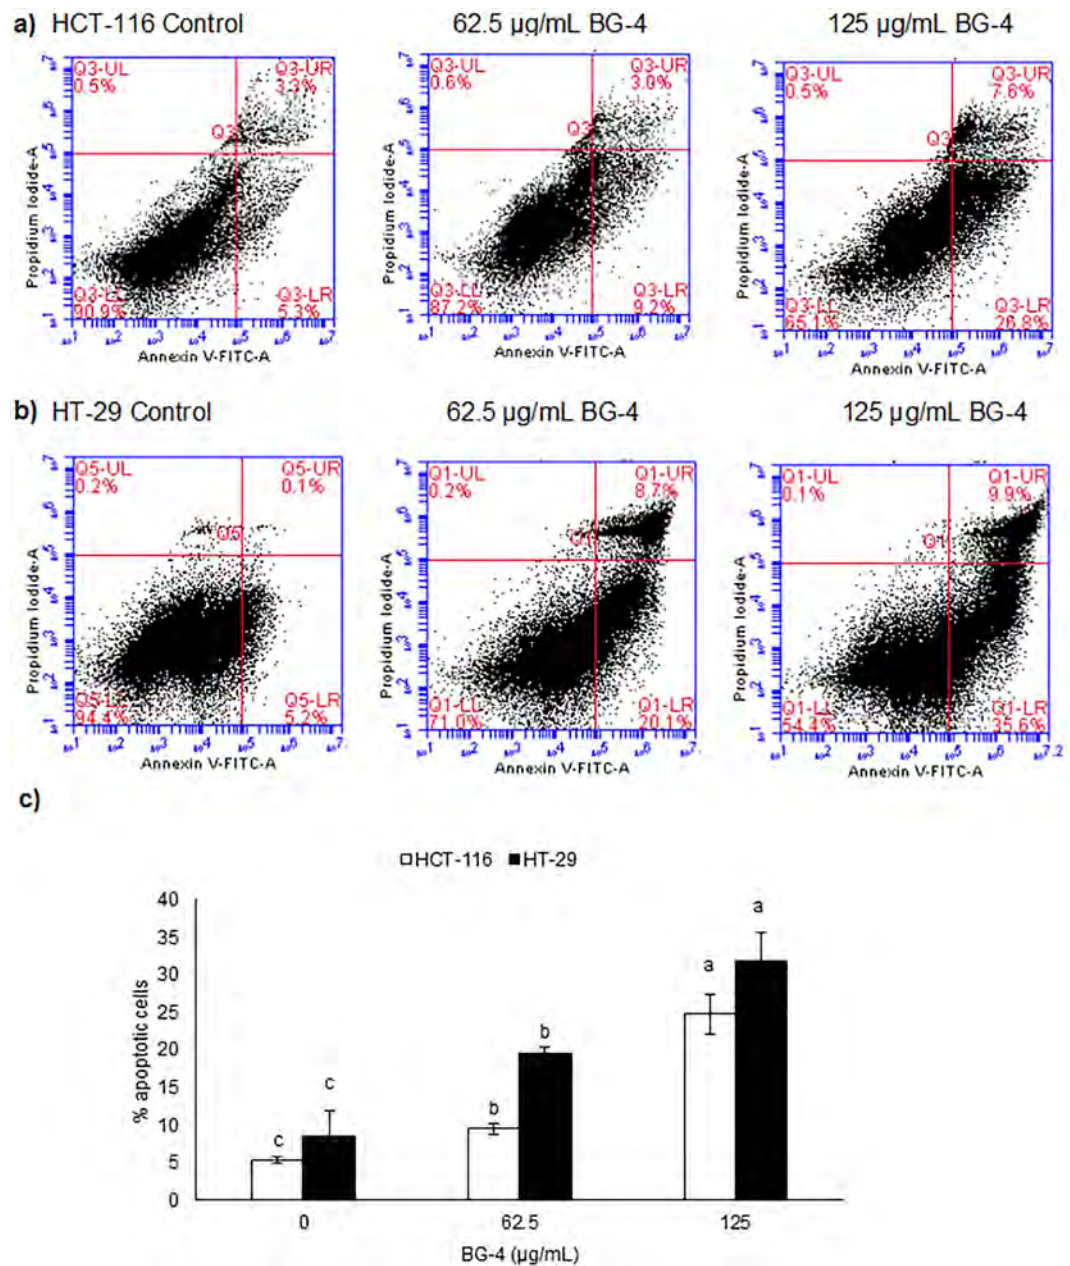 a) HCT-116 Control 62.5 µg/mL BG-4 125 µg/mL BG-4
Q3-UL 0.5% Q3-UR 3.3% Q3 Q3-LL 90.9% Q3-LR 5.3%
Propidium Iodide-A
Annexin V-FITC-A
Q3-UL 0.6% Q3-UR 3.0% Q3 Q3-LL 87.2% Q3-LR 9.2%
Propidium Iodide-A
Annexin V-FITC-A
Q3-UL 0.5% Q3-UR 7.6% Q3 Q3-LL 65.1% Q3-LR 26.8%
Propidium Iodide-A
Annexin V-FITC-A
b) HT-29 Control 62.5 µg/mL BG-4 125 µg/mL BG-4
Q5-UL 0.2% Q5-UR 0.1% Q5 Q5-LL 94.4% Q5-LR 5.2%
Propidium Iodide-A
Annexin V-FITC-A
Q1-UL 0.2% Q1-UR 8.7% Q1-LL 71.0% Q1-LR 20.1%
Propidium Iodide-A
Annexin V-FITC-A
Q1-UL 0.1% Q1-UR 9.9% Q1 Q1-LL 54.4% Q1-LR 35.6%
Propidium Iodide-A
Annexin V-FITC-A
c)
HCT-116 HT-29
40
35
30
25
20
15
10
5
0
% apoptotic cells
c c b b a a
0 62.5 125
BG-4 (µg/mL)